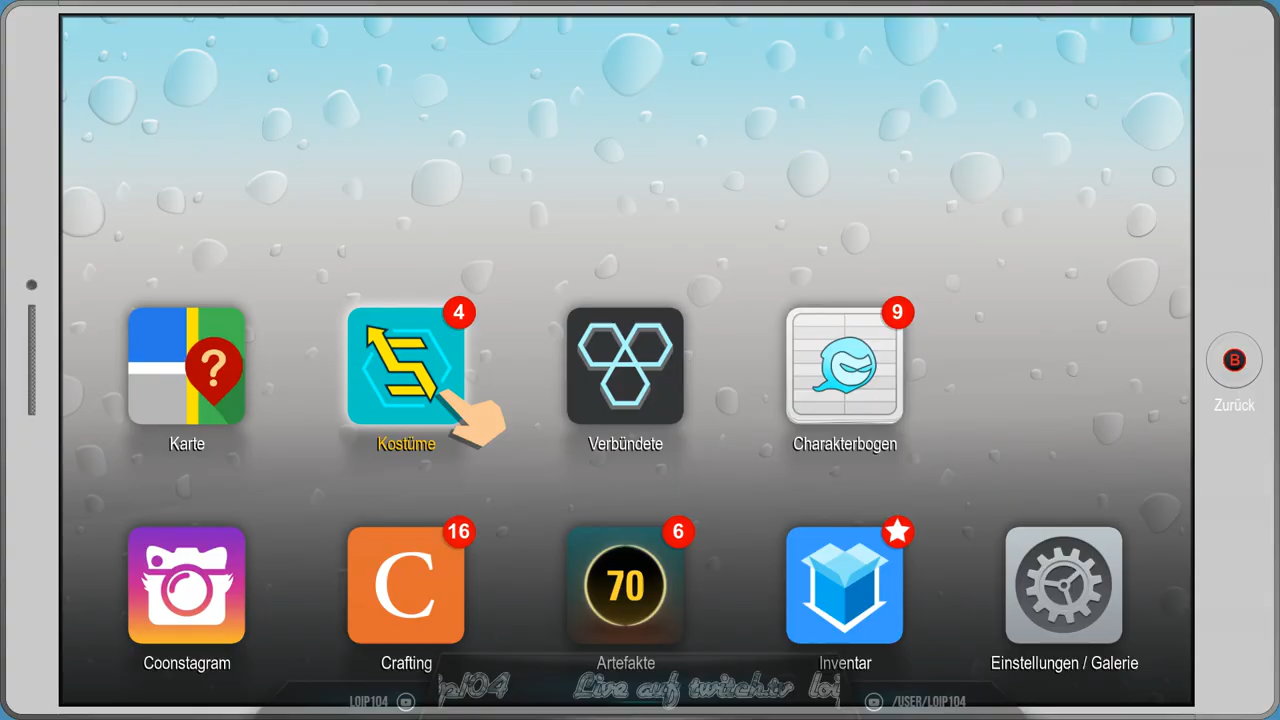 4
9
B
Zurück
Karte
Kostüme
Verbündete
Charakterbogen
16
6
C
70
Coonstagram
Crafting
Artefakte
Inventar
Einstellungen / Galerie
Live auf twitch.tv
LOIP104
/USER/LOIP104